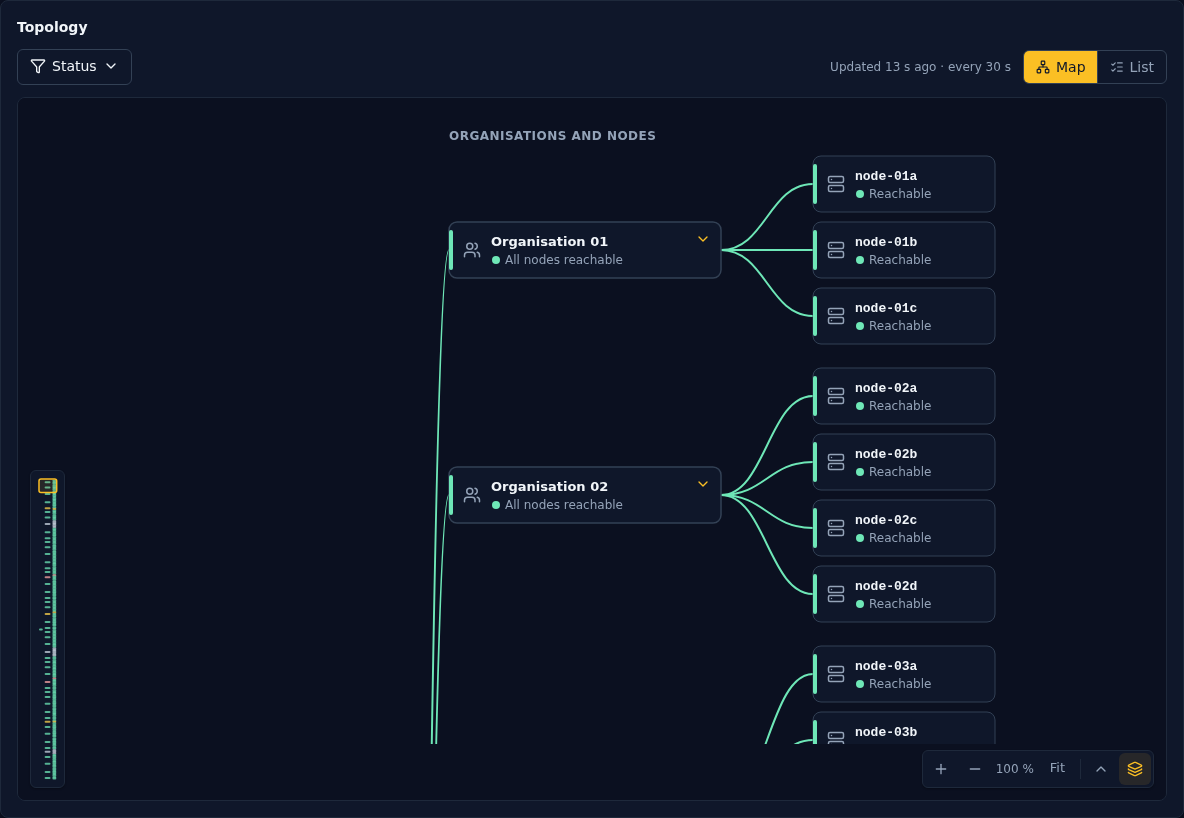 Topology
Status
Updated 13 s ago · every 30 s
Map
List
ORGANISATIONS AND NODES
node-01a
Reachable
Organisation 01
All nodes reachable
node-01b
Reachable
node-01c
Reachable
node-02a
Reachable
node-02b
Reachable
Organisation 02
All nodes reachable
node-02c
Reachable
node-02d
Reachable
node-03a
Reachable
node-03b
100 %
Fit